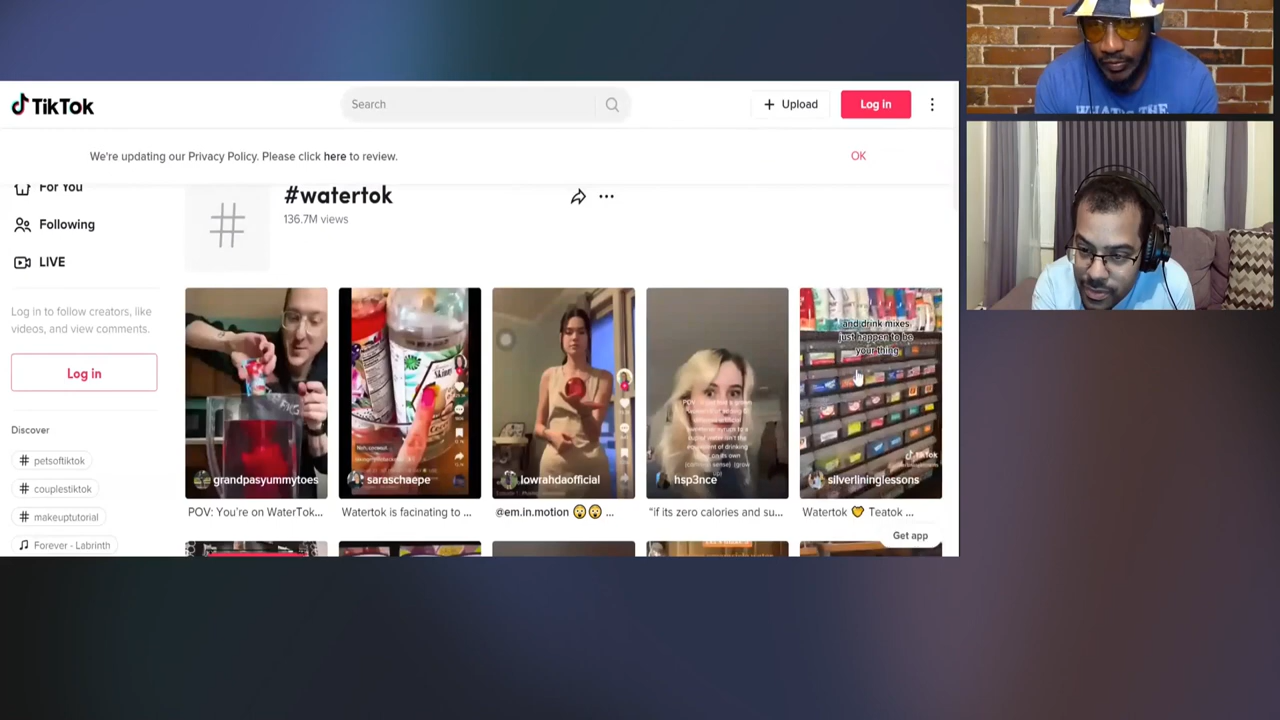 TikTok
Search
Upload
Log in
We're updating our Privacy Policy. Please click here to review.
OK
For You
#watertok
136.7M views
Following
LIVE
Log in to follow creators, like
videos, and view comments.
Log in
Discover
# petsoftiktok
# couplestiktok
# makeuptutorial
Forever - Labrinth
grandpasyummytoes
POV: You're on WaterTok...
saraschaepe
Watertok is facinating to ...
lowrahdaofficial
@em.in.motion 😲😲 ...
hsp3nce
"if its zero calories and su...
and drink mixes
just happen to be
your thing
TikTok
silverlininglessons
Watertok 💛 Teatok ...
Get app
WHAT'S THE